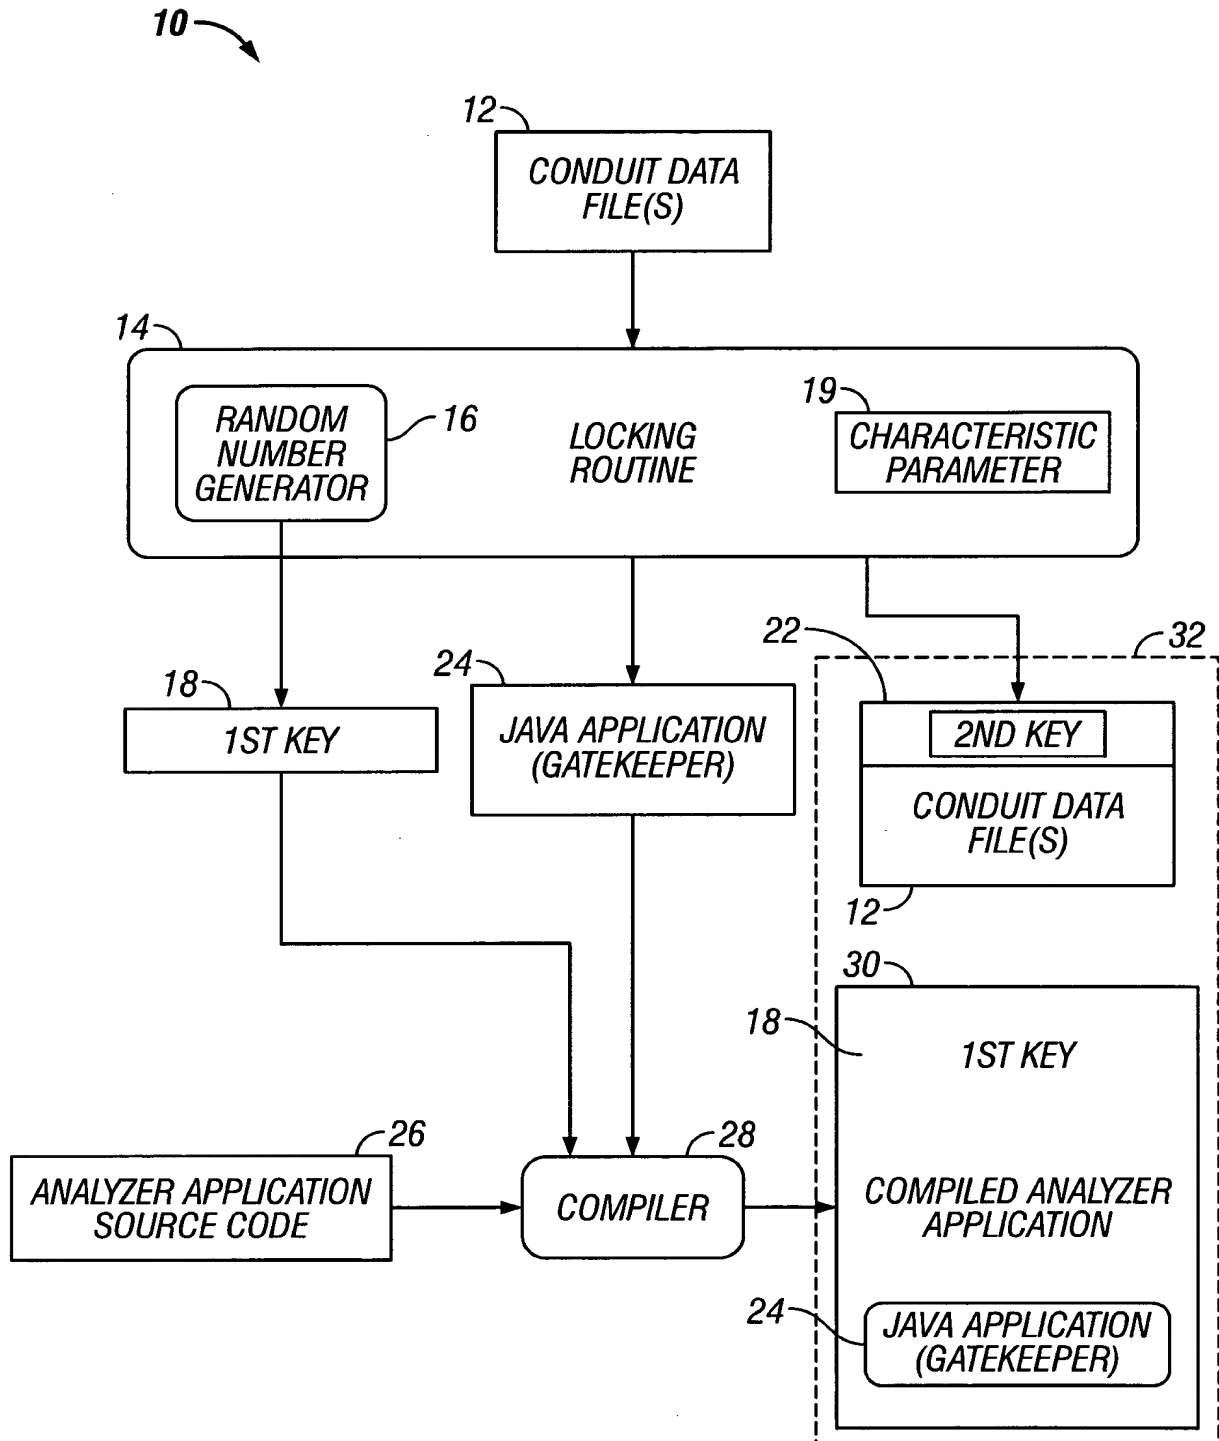 10
12
CONDUIT DATA
FILE(S)
14
RANDOM
NUMBER
GENERATOR
16
LOCKING
ROUTINE
19
CHARACTERISTIC
PARAMETER
22
32
18
1ST KEY
24
JAVA APPLICATION
(GATEKEEPER)
2ND KEY
CONDUIT DATA
FILE(S)
12
30
18
1ST KEY
26
ANALYZER APPLICATION
SOURCE CODE
28
COMPILER
COMPILED ANALYZER
APPLICATION
24
JAVA APPLICATION
(GATEKEEPER)